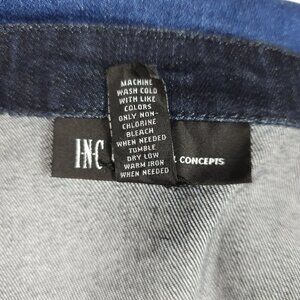 MACHINE
WASH COLD
WITH LIKE
COLORS
ONLY NON-
CHLORINE
BLEACH
WHEN NEEDED
TUMBLE
DRY LOW
WARM IRON
WHEN NEEDED
INC
CONCEPTS